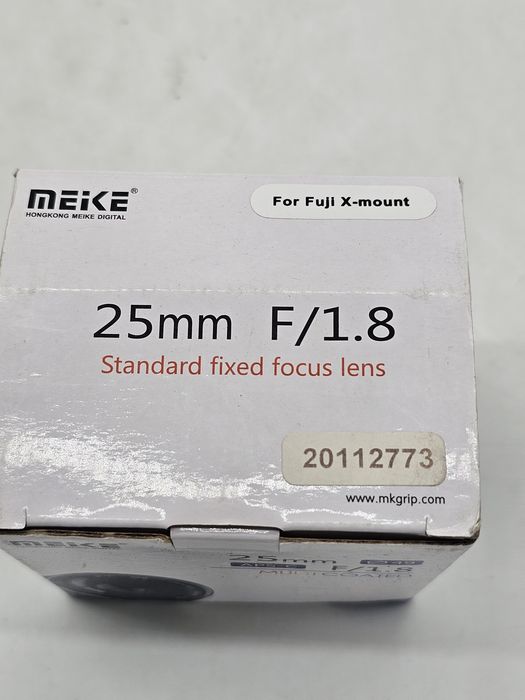 MEIKE®
HONGKONG MEIKE DIGITAL
For Fuji X-mount
25mm F/1.8
Standard fixed focus lens
20112773
www.mkgrip.com
MEIKE
25mm
APS-C F/1.8
MULTI COATED